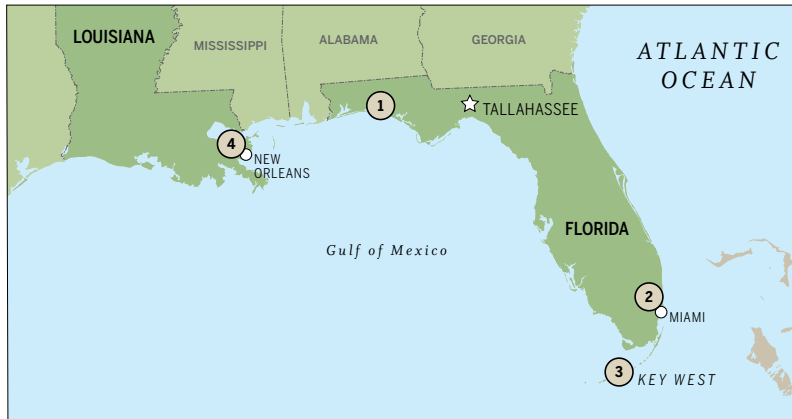 LOUISIANA
MISSISSIPPI
ALABAMA
GEORGIA
ATLANTIC
OCEAN
1
TALLAHASSEE
4
NEW
ORLEANS
FLORIDA
Gulf of Mexico
2
MIAMI
3
KEY WEST